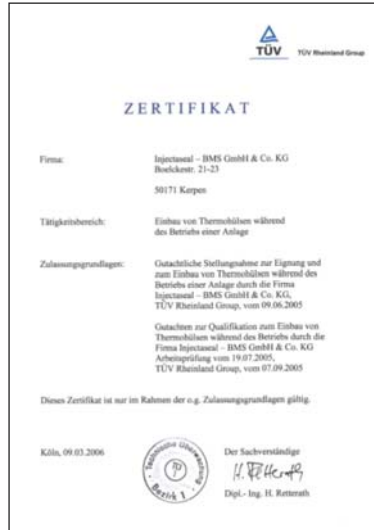 TÜV
TÜV Rheinland Group
ZERTIFIKAT
Firma: Injectaseal – BMS GmbH & Co. KG
Boelckestr. 21-23
50171 Kerpen
Tätigkeitsbereich: Einbau von Thermohülsen während
des Betriebs einer Anlage
Zulassungsgrundlagen: Gutachtliche Stellungnahme zur Eignung und
zum Einbau von Thermohülsen während des
Betriebs einer Anlage durch die Firma
Injectaseal – BMS GmbH & Co. KG,
TÜV Rheinland Group, vom 09.06.2005
Gutachten zur Qualifikation zum Einbau von
Thermohülsen während des Betriebs durch die
Firma Injectaseal – BMS GmbH & Co. KG
Arbeitsprüfung vom 19.07.2005,
TÜV Rheinland Group, vom 07.09.2005
Dieses Zertifikat ist nur im Rahmen der o.g. Zulassungsgrundlagen gültig.
Köln, 09.03.2006
Technische Überwachung
Bezirk 1
Der Sachverständige
H. Retterath
Dipl.- Ing. H. Retterath